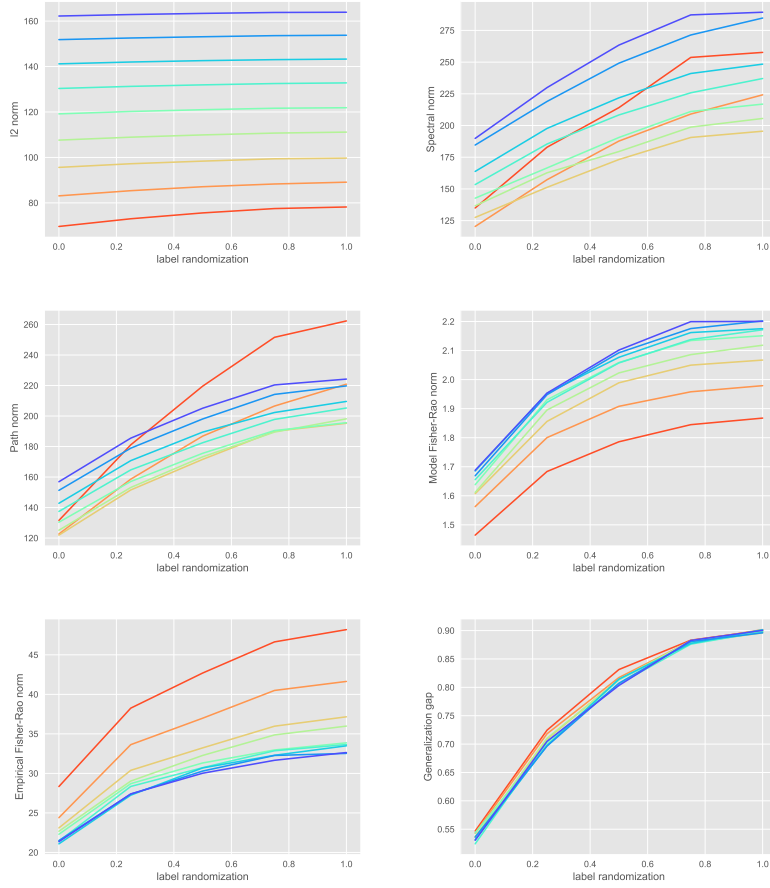 160
140
120
100
80
l2 norm
0.0 0.2 0.4 0.6 0.8 1.0
label randomization
275
250
225
200
175
150
125
Spectral norm
0.0 0.2 0.4 0.6 0.8 1.0
label randomization
260
240
220
200
180
160
140
120
Path norm
0.0 0.2 0.4 0.6 0.8 1.0
label randomization
2.2
2.1
2.0
1.9
1.8
1.7
1.6
1.5
Model Fisher-Rao norm
0.0 0.2 0.4 0.6 0.8 1.0
label randomization
45
40
35
30
25
20
Empirical Fisher-Rao norm
0.0 0.2 0.4 0.6 0.8 1.0
label randomization
0.90
0.85
0.80
0.75
0.70
0.65
0.60
0.55
Generalization gap
0.0 0.2 0.4 0.6 0.8 1.0
label randomization